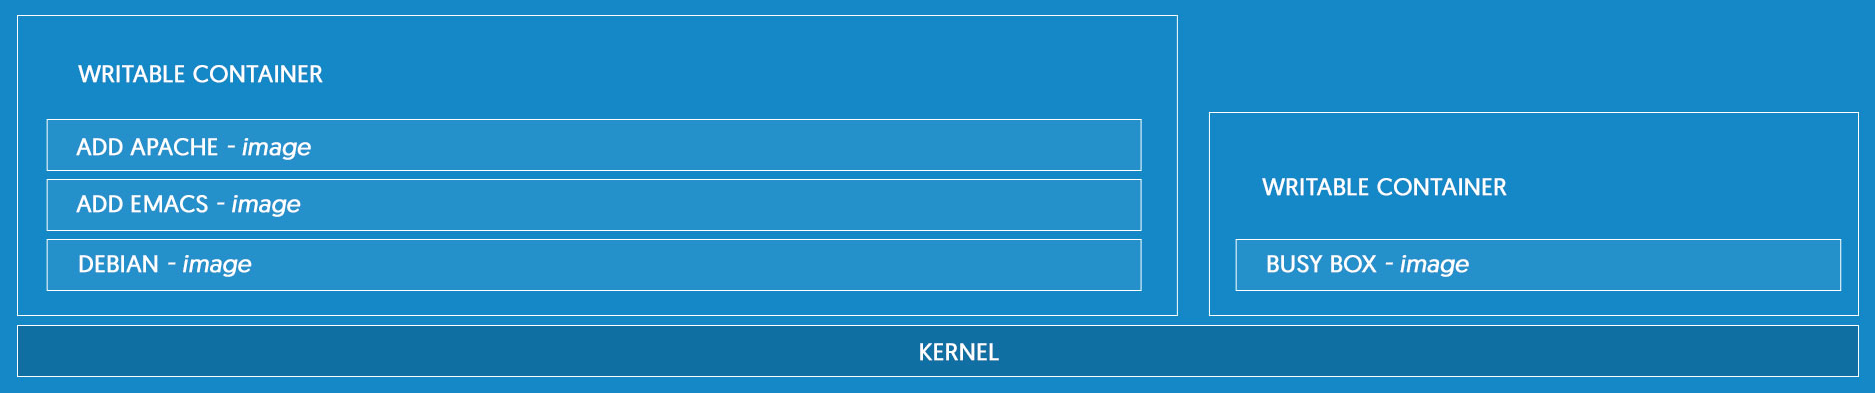 WRITABLE CONTAINER
ADD APACHE - image
ADD EMACS - image
DEBIAN - image
WRITABLE CONTAINER
BUSY BOX - image
KERNEL